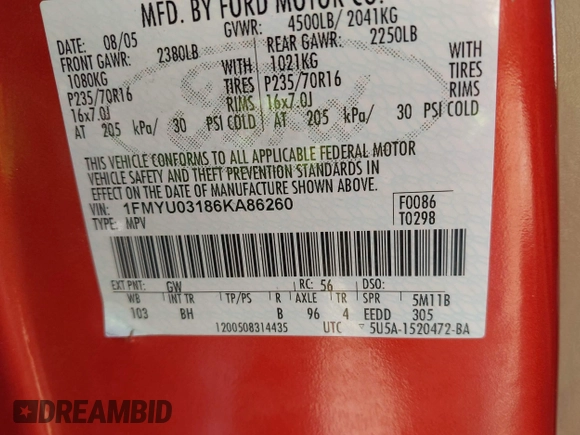 MFD. BY FORD MOTOR CO.
DATE: 08/05 GVWR: 4500LB/ 2041KG
FRONT GAWR: 2380LB REAR GAWR: 2250LB
1080KG WITH 1021KG WITH
P235/70R16 TIRES P235/70R16 TIRES
16x7.0J RIMS 16x7.0J RIMS
AT 205 kPa/ 30 PSI COLD AT 205 kPa/ 30 PSI COLD
Ford
THIS VEHICLE CONFORMS TO ALL APPLICABLE FEDERAL MOTOR
VEHICLE SAFETY AND THEFT PREVENTION STANDARDS IN
EFFECT ON THE DATE OF MANUFACTURE SHOWN ABOVE.
VIN: 1FMYU03186KA86260 F0086
TYPE: MPV T0298
EXT PNT: GW RC: 56 DSO:
WB INT TR TP/PS R AXLE TR SPR 5M11B
103 BH B 96 4 EEDD 305
1200508314435 UTC 5U5A-1520472-BA
DREAMBID